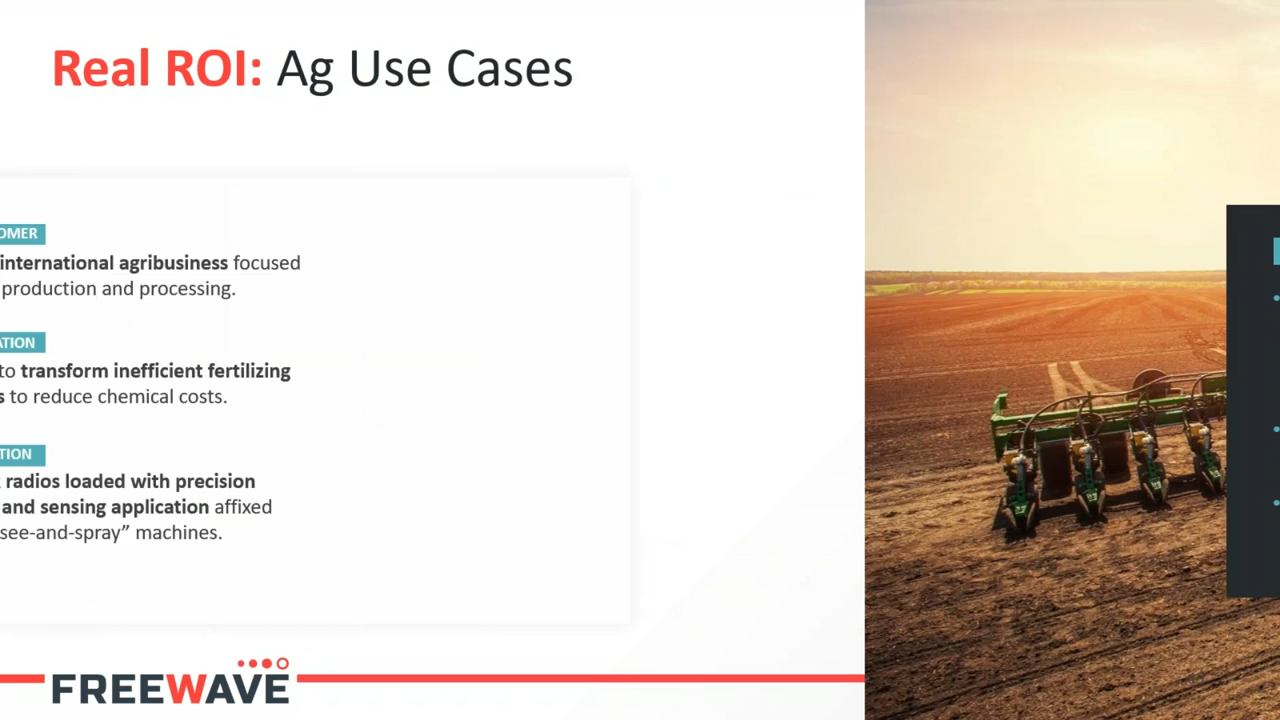 Real ROI: Ag Use Cases
OMER
international agribusiness focused
production and processing.
ATION
to transform inefficient fertilizing
s to reduce chemical costs.
TION
radios loaded with precision
and sensing application affixed
see-and-spray” machines.
FREEWAVE